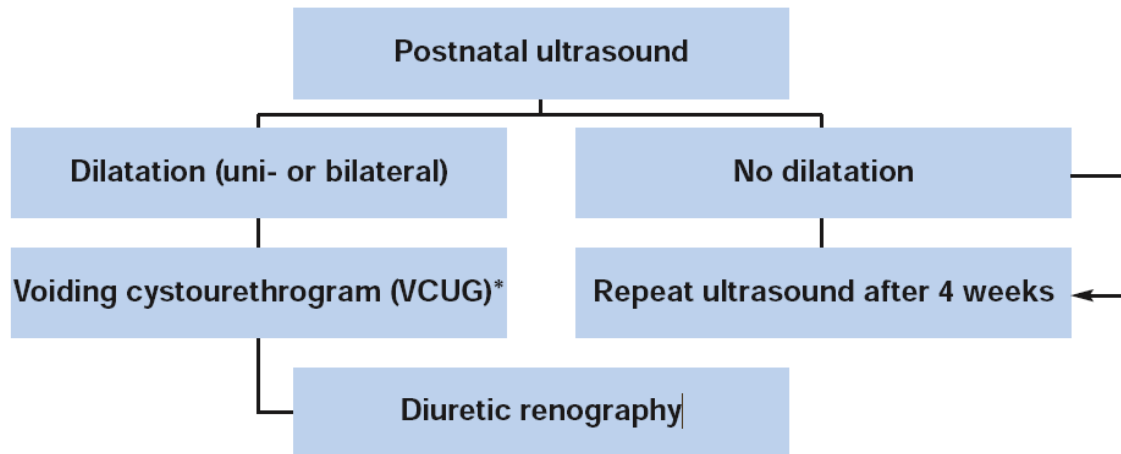 Postnatal ultrasound
Dilatation (uni- or bilateral)
No dilatation
Voiding cystourethrogram (VCUG)*
Repeat ultrasound after 4 weeks
Diuretic renography